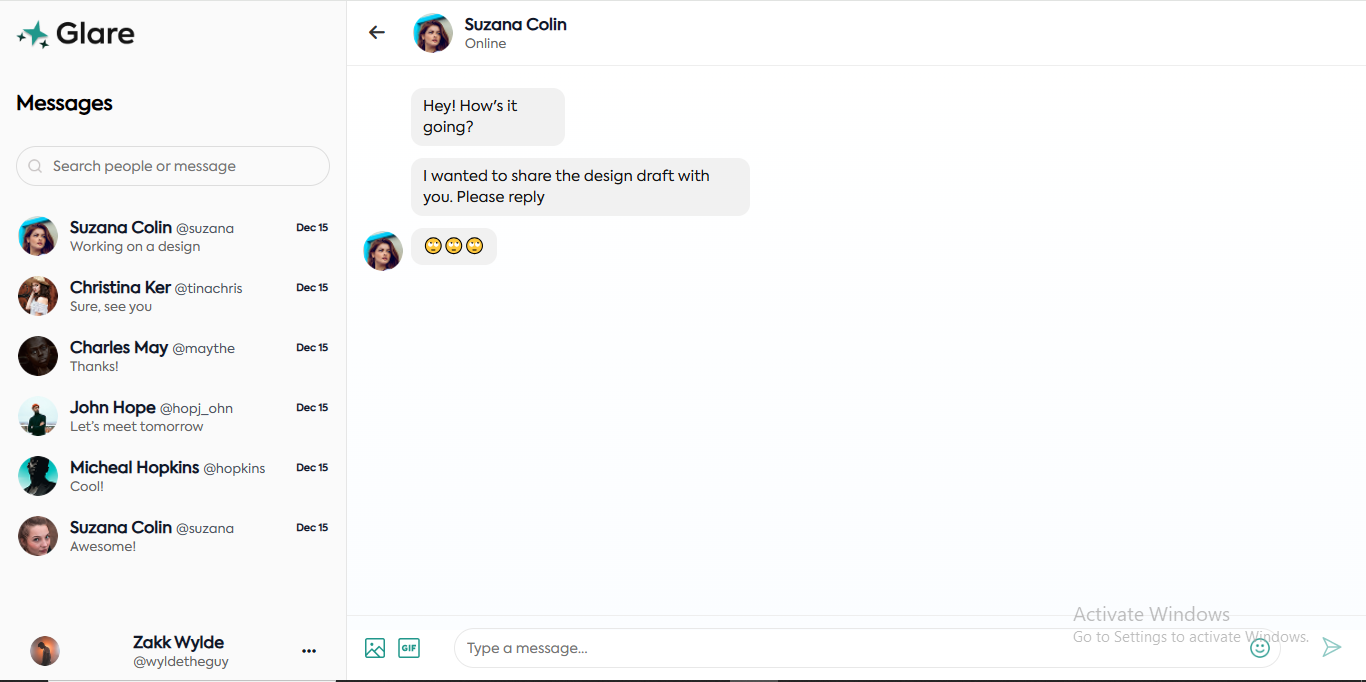 Glare
Messages
Search people or message
Suzana Colin @suzana Dec 15
Working on a design
Christina Ker @tinachris Dec 15
Sure, see you
Charles May @maythe Dec 15
Thanks!
John Hope @hopj_ohn Dec 15
Let's meet tomorrow
Micheal Hopkins @hopkins Dec 15
Cool!
Suzana Colin @suzana Dec 15
Awesome!
Zakk Wylde
@wyldetheguy
Suzana Colin
Online
Hey! How's it
going?
I wanted to share the design draft with
you. Please reply
🙄🙄🙄
GIF
Type a message...
Activate Windows
Go to Settings to activate Windows.